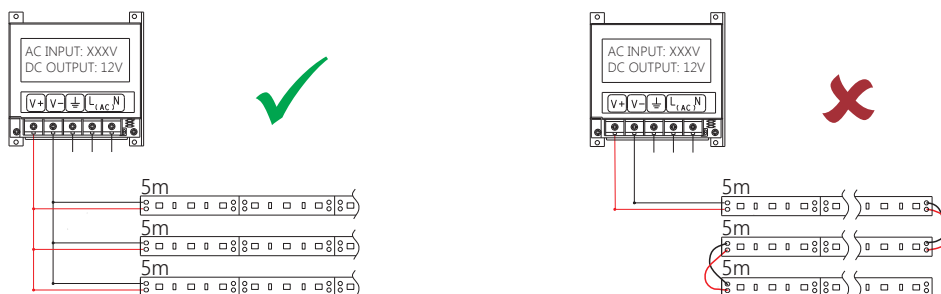 AC INPUT: XXXV
DC OUTPUT: 12V
V+ V- L(AC)N
5m
5m
5m
AC INPUT: XXXV
DC OUTPUT: 12V
V+ V- L(AC)N
5m
5m
5m